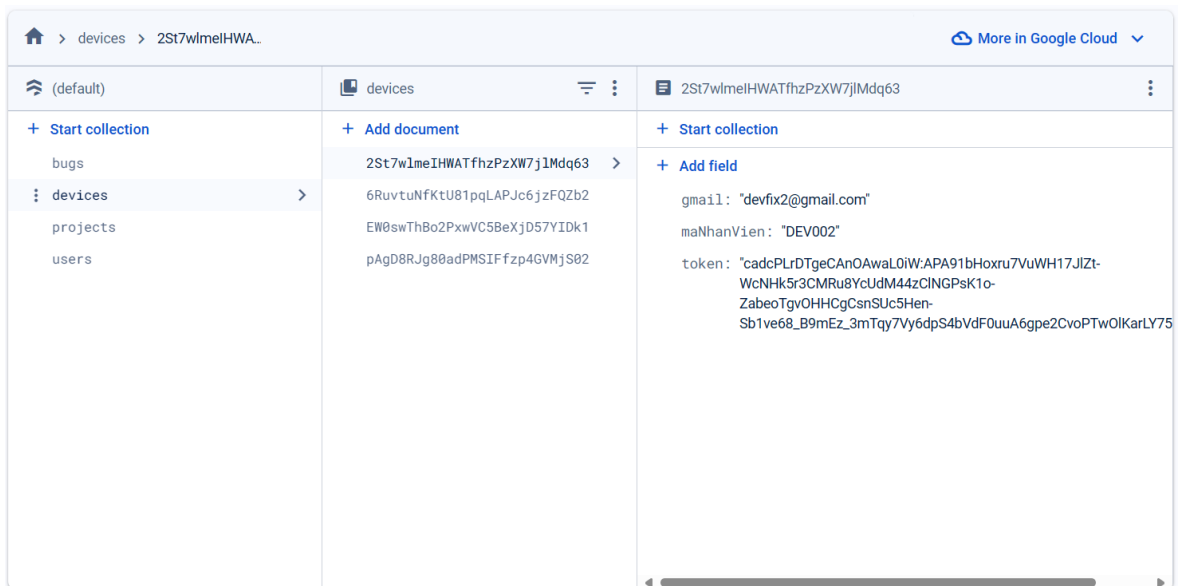 devices
2St7wlmeIHWA...
More in Google Cloud
(default)
devices
2St7wlmeIHWATfhzPzXW7jlMdq63
+ Start collection
+ Add document
+ Start collection
bugs
devices
projects
users
2St7wlmeIHWATfhzPzXW7jlMdq63
6RuvtuNfKtU81pqLAPJc6jzFQZb2
EW0swThBo2PxwVC5BeXjD57YIDk1
pAgD8RJg80adPMSIFfzp4GVMjS02
+ Add field
gmail: "devfix2@gmail.com"
maNhanVien: "DEV002"
token: "cadcPLrDTgeCAnOAwaL0iW:APA91bHoxru7VuWH17JlZt-
WcNHk5r3CMRu8YcUdM44zClNGPsK1o-
ZabeoTgvOHHCgCsnSUc5Hen-
Sb1ve68_B9mEz_3mTqy7Vy6dpS4bVdF0uuA6gpe2CvoPTwOlKarLY75